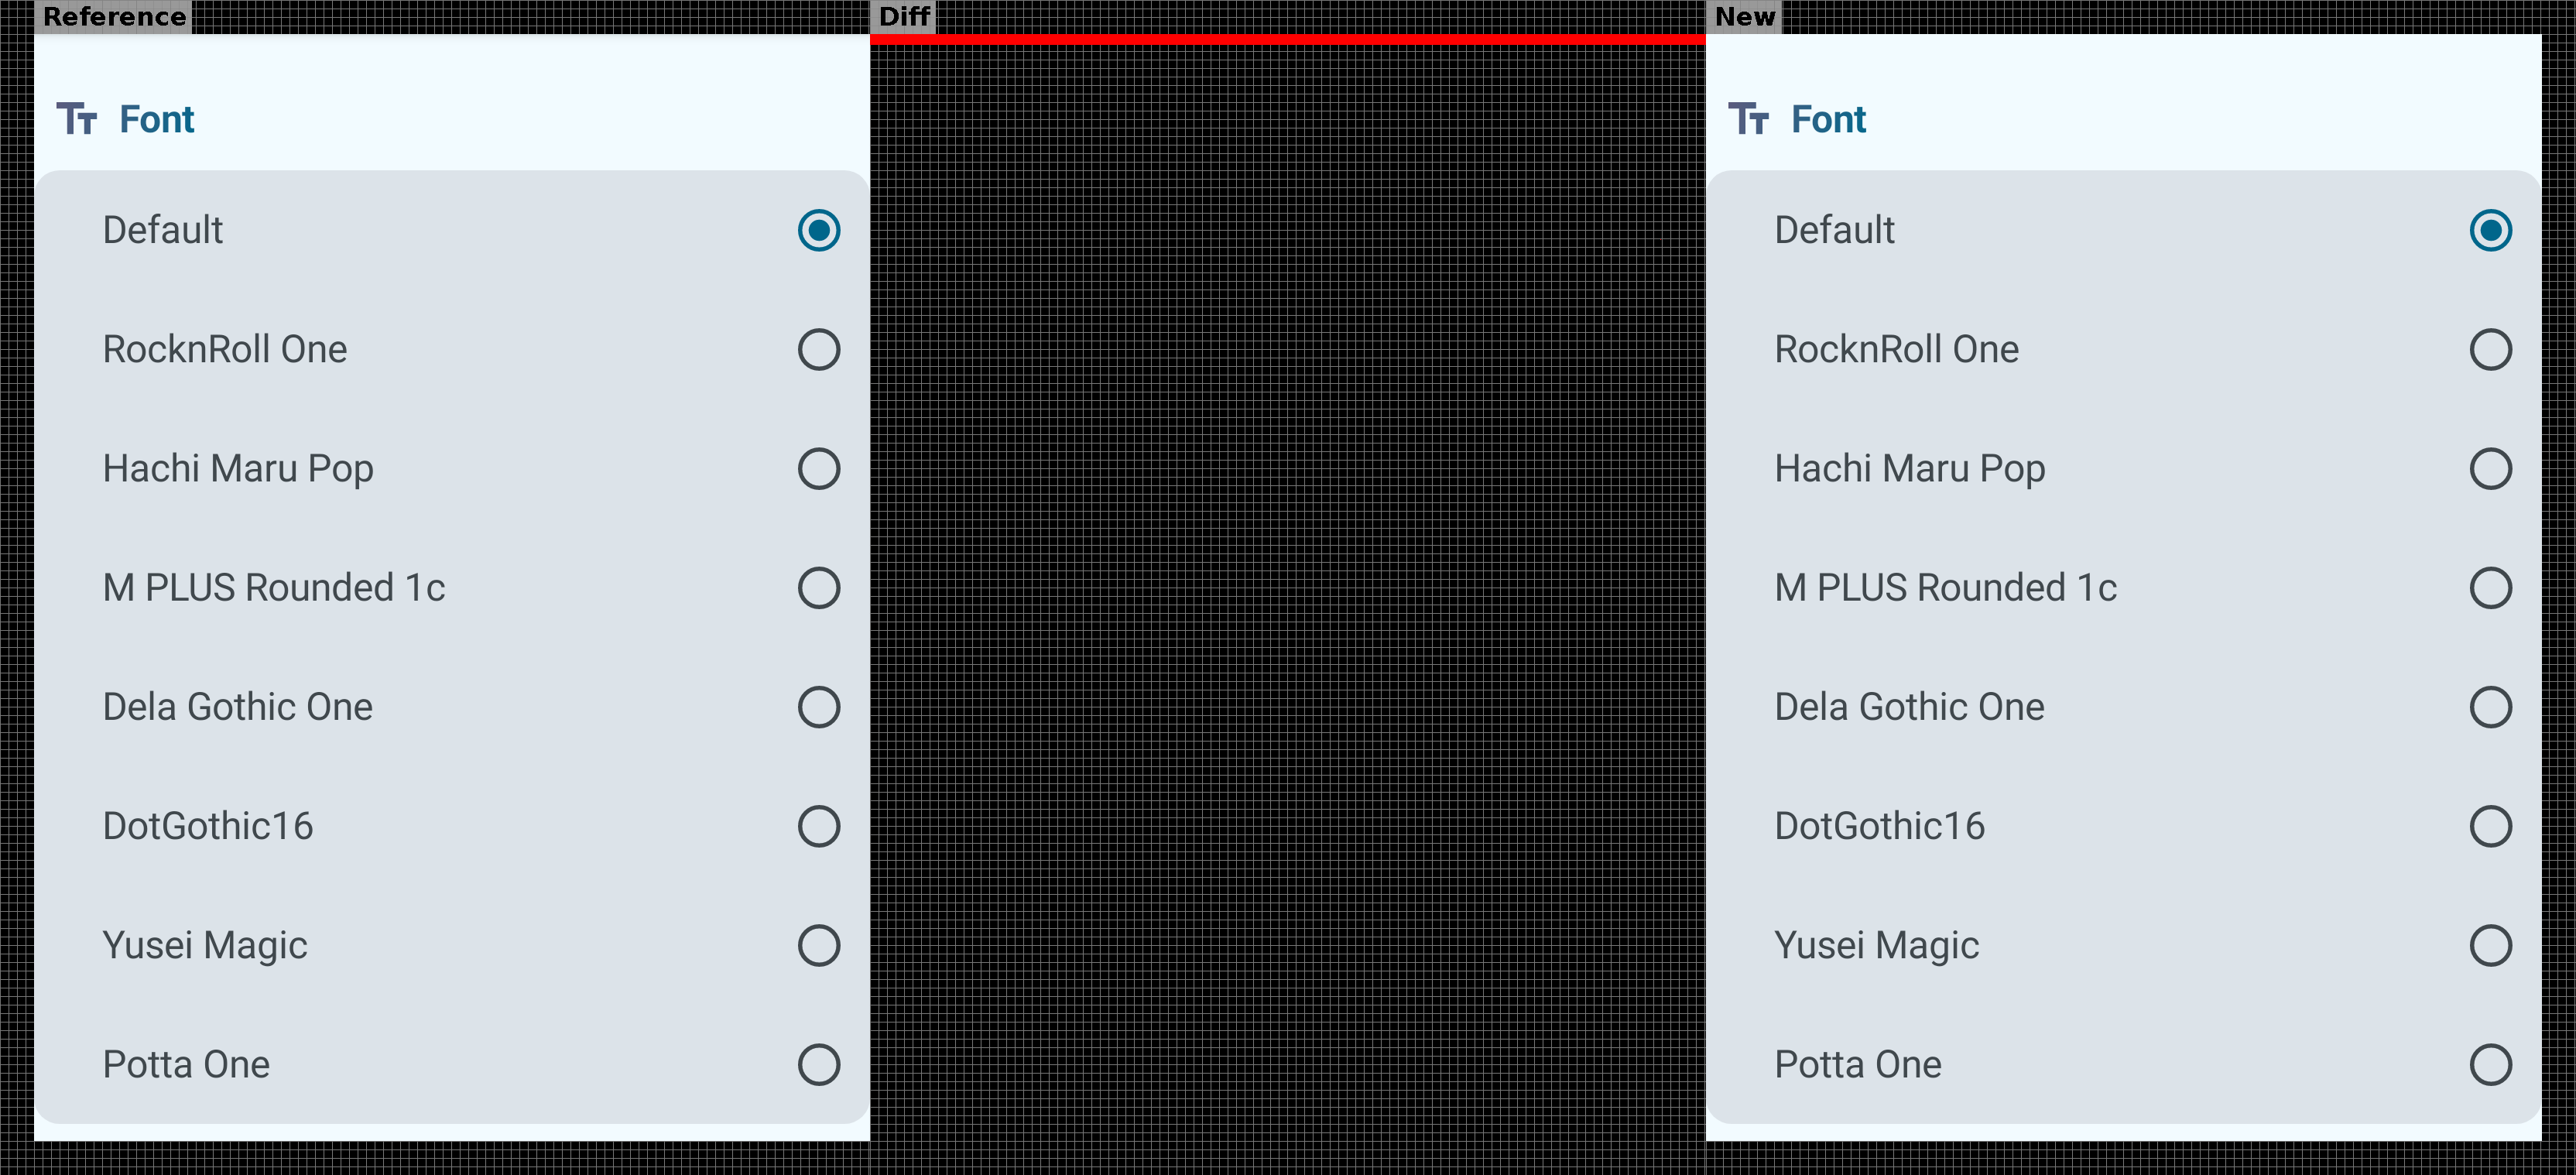 Reference
Diff
New
Tт Font
Default
RocknRoll One
Hachi Maru Pop
M PLUS Rounded 1c
Dela Gothic One
DotGothic16
Yusei Magic
Potta One
Tт Font
Default
RocknRoll One
Hachi Maru Pop
M PLUS Rounded 1c
Dela Gothic One
DotGothic16
Yusei Magic
Potta One